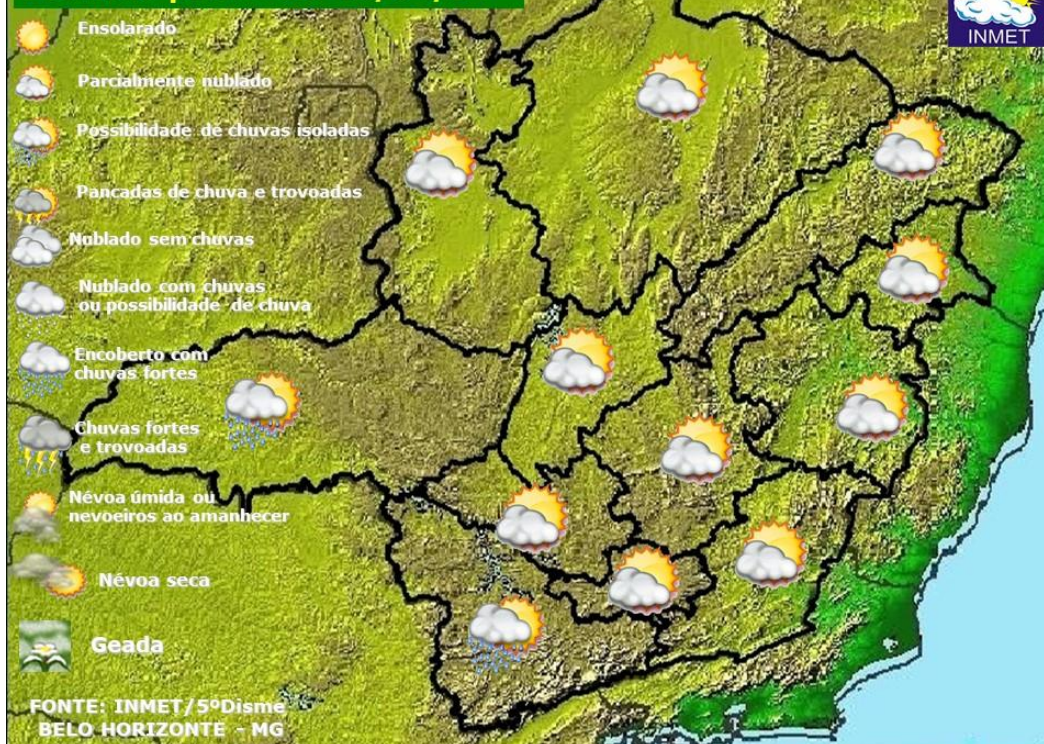 INMET
Ensolarado
Parcialmente nublado
Possibilidade de chuvas isoladas
Pancadas de chuva e trovoadas
Nublado sem chuvas
Nublado com chuvas
ou possibilidade de chuva
Encoberto com
chuvas fortes
Chuvas fortes
e trovoadas
Névoa úmida ou
nevoeiros ao amanhecer
Névoa seca
Geada
FONTE: INMET/5ºDisme
BELO HORIZONTE - MG